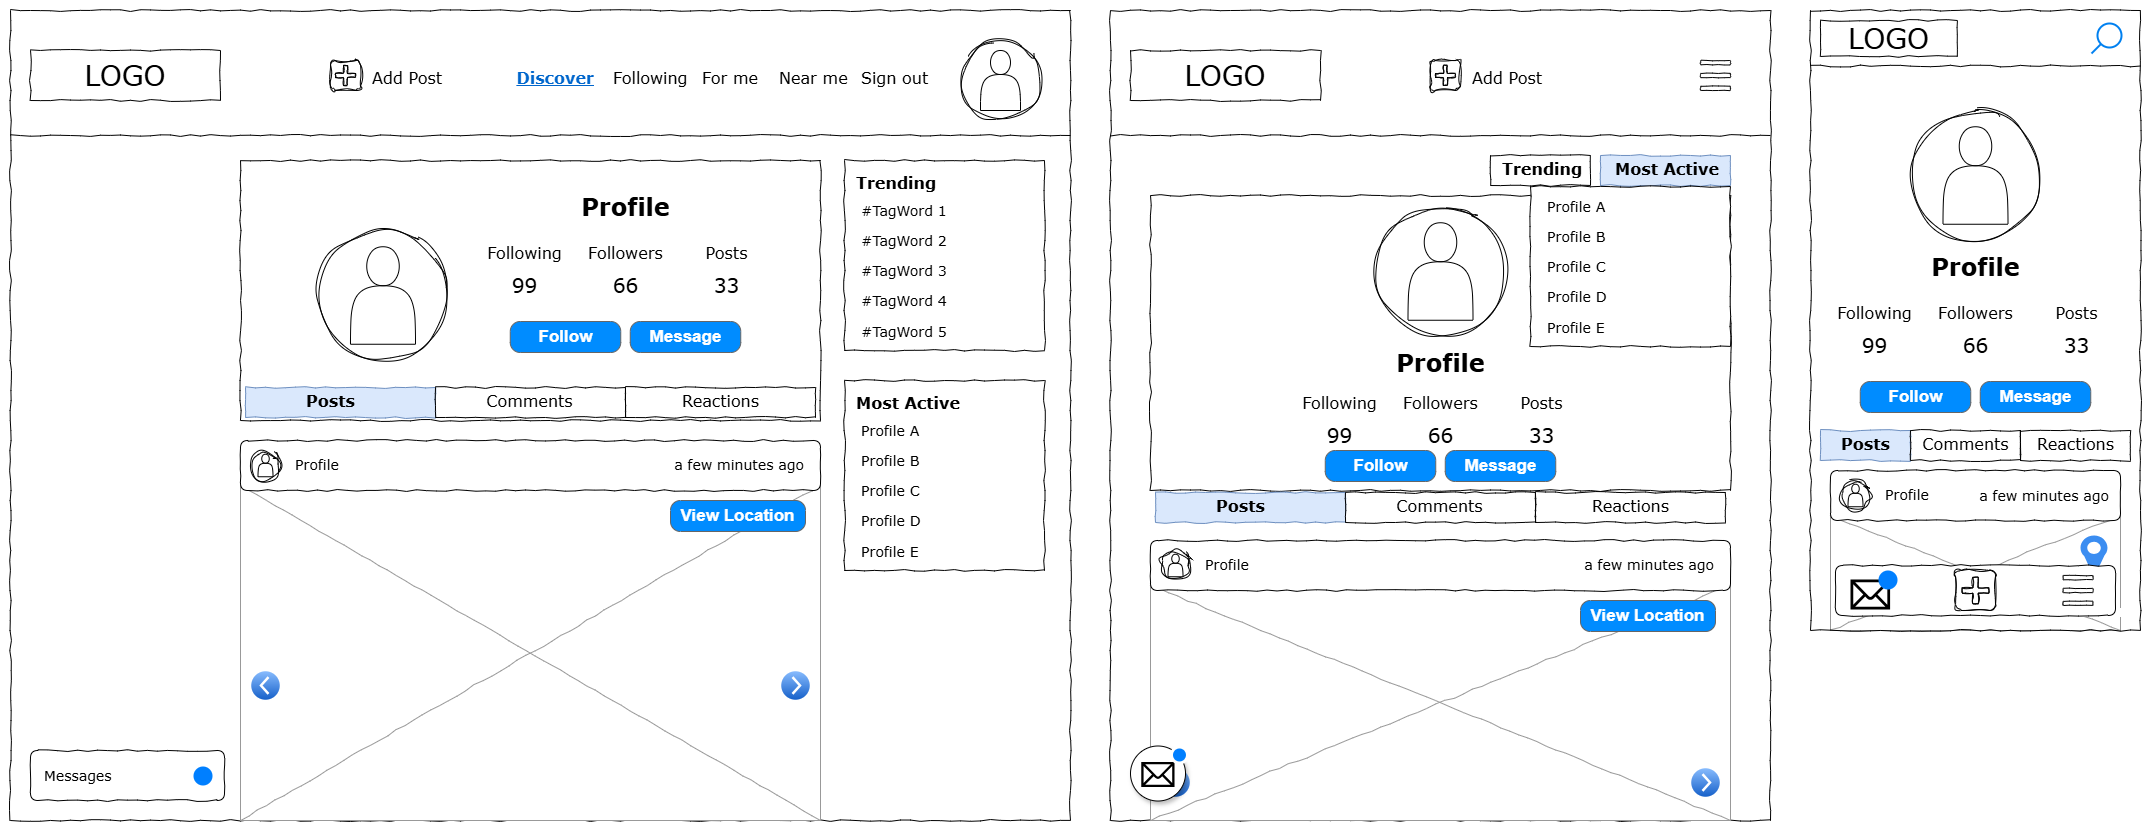 LOGO
Add Post
Discover Following For me Near me Sign out
Profile
Following Followers Posts
99 66 33
Follow Message
Posts Comments Reactions
Trending
#TagWord 1
#TagWord 2
#TagWord 3
#TagWord 4
#TagWord 5
Most Active
Profile A
Profile B
Profile C
Profile D
Profile E
Profile a few minutes ago
View Location
Messages
LOGO
Add Post
Trending Most Active
Profile A
Profile B
Profile C
Profile D
Profile E
Profile
Following Followers Posts
99 66 33
Follow Message
Posts Comments Reactions
Profile a few minutes ago
View Location
LOGO
Profile
Following Followers Posts
99 66 33
Follow Message
Posts Comments Reactions
Profile a few minutes ago